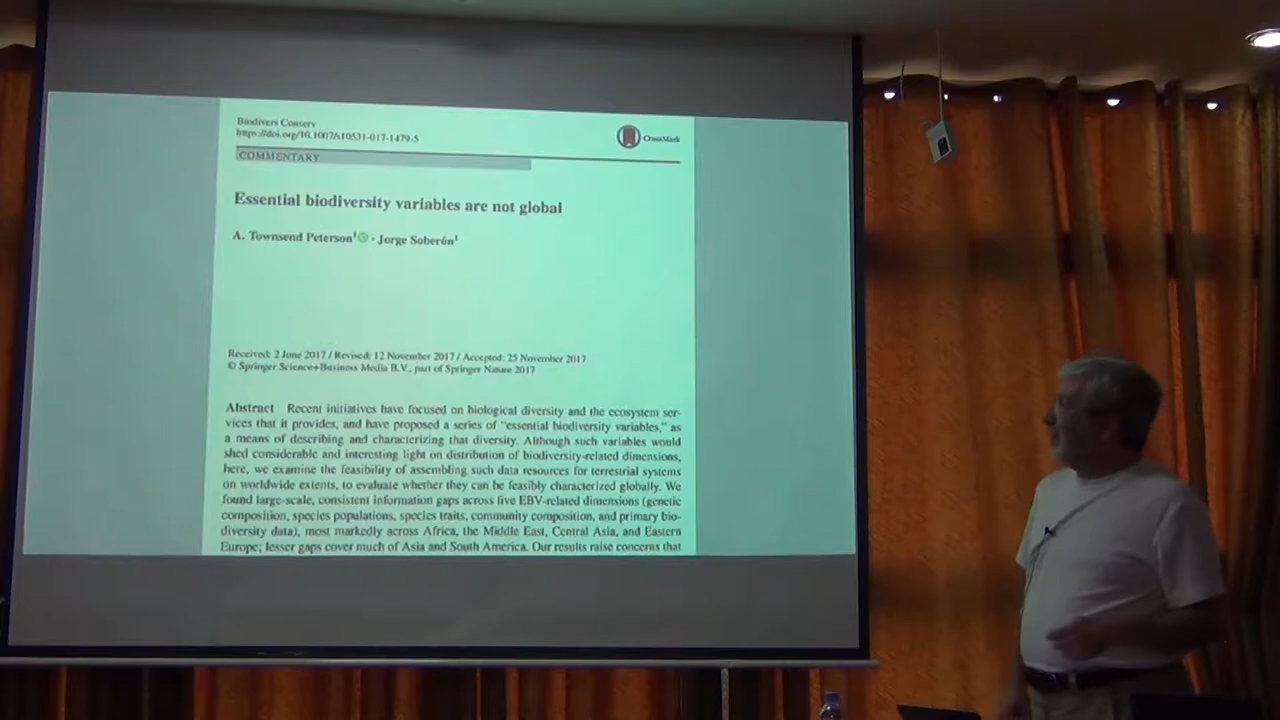 Biodivers Conserv
https://doi.org/10.1007/s10531-017-1479-5
CrossMark
COMMENTARY
Essential biodiversity variables are not global
A. Townsend Peterson¹ · Jorge Soberón¹
Received: 2 June 2017 / Revised: 12 November 2017 / Accepted: 25 November 2017
© Springer Science+Business Media B.V., part of Springer Nature 2017
Abstract Recent initiatives have focused on biological diversity and the ecosystem ser-
vices that it provides, and have proposed a series of "essential biodiversity variables," as
a means of describing and characterizing that diversity. Although such variables would
shed considerable and interesting light on distribution of biodiversity-related dimensions,
here, we examine the feasibility of assembling such data resources for terrestrial systems
on worldwide extents, to evaluate whether they can be feasibly characterized globally. We
found large-scale, consistent information gaps across five EBV-related dimensions (genetic
composition, species populations, species traits, community composition, and primary bio-
diversity data), most markedly across Africa, the Middle East, Central Asia, and Eastern
Europe; lesser gaps cover much of Asia and South America. Our results raise concerns that